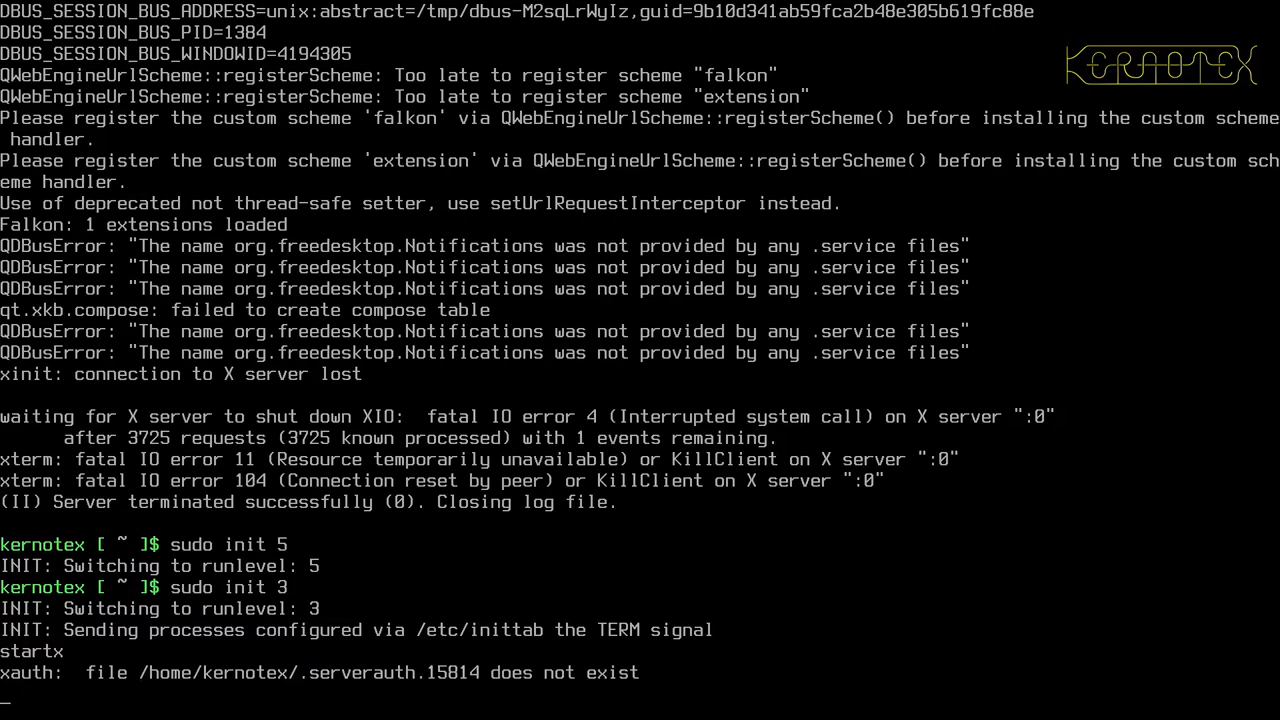 DBUS_SESSION_BUS_ADDRESS=unix:abstract=/tmp/dbus-M2sqLrWyIz,guid=9b10d341ab59fca2b48e305b619fc88e
DBUS_SESSION_BUS_PID=1384
DBUS_SESSION_BUS_WINDOWID=4194305
KERNOTEX
QWebEngineUrlScheme::registerScheme: Too late to register scheme "falkon"
QWebEngineUrlScheme::registerScheme: Too late to register scheme "extension"
Please register the custom scheme 'falkon' via QWebEngineUrlScheme::registerScheme() before installing the custom scheme
 handler.
Please register the custom scheme 'extension' via QWebEngineUrlScheme::registerScheme() before installing the custom sch
eme handler.
Use of deprecated not thread-safe setter, use setUrlRequestInterceptor instead.
Falkon: 1 extensions loaded
QDBusError: "The name org.freedesktop.Notifications was not provided by any .service files"
QDBusError: "The name org.freedesktop.Notifications was not provided by any .service files"
QDBusError: "The name org.freedesktop.Notifications was not provided by any .service files"
qt.xkb.compose: failed to create compose table
QDBusError: "The name org.freedesktop.Notifications was not provided by any .service files"
QDBusError: "The name org.freedesktop.Notifications was not provided by any .service files"
xinit: connection to X server lost
waiting for X server to shut down XIO:  fatal IO error 4 (Interrupted system call) on X server ":0"
      after 3725 requests (3725 known processed) with 1 events remaining.
xterm: fatal IO error 11 (Resource temporarily unavailable) or KillClient on X server ":0"
xterm: fatal IO error 104 (Connection reset by peer) or KillClient on X server ":0"
(II) Server terminated successfully (0). Closing log file.
kernotex [ ~ ]$ sudo init 5
INIT: Switching to runlevel: 5
kernotex [ ~ ]$ sudo init 3
INIT: Switching to runlevel: 3
INIT: Sending processes configured via /etc/inittab the TERM signal
startx
xauth:  file /home/kernotex/.serverauth.15814 does not exist
_